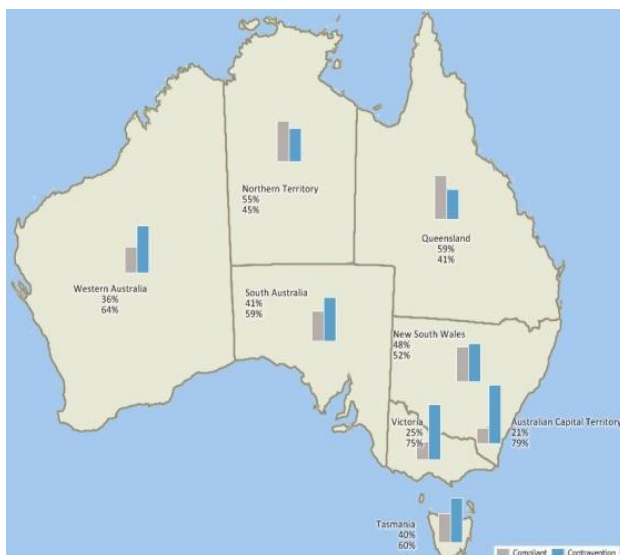 Northern Territory
55%
45%
Queensland
59%
41%
Western Australia
36%
64%
South Australia
41%
59%
New South Wales
48%
52%
Victoria
25%
75%
Australian Capital Territory
21%
79%
Tasmania
40%
60%
Compliant Contravention